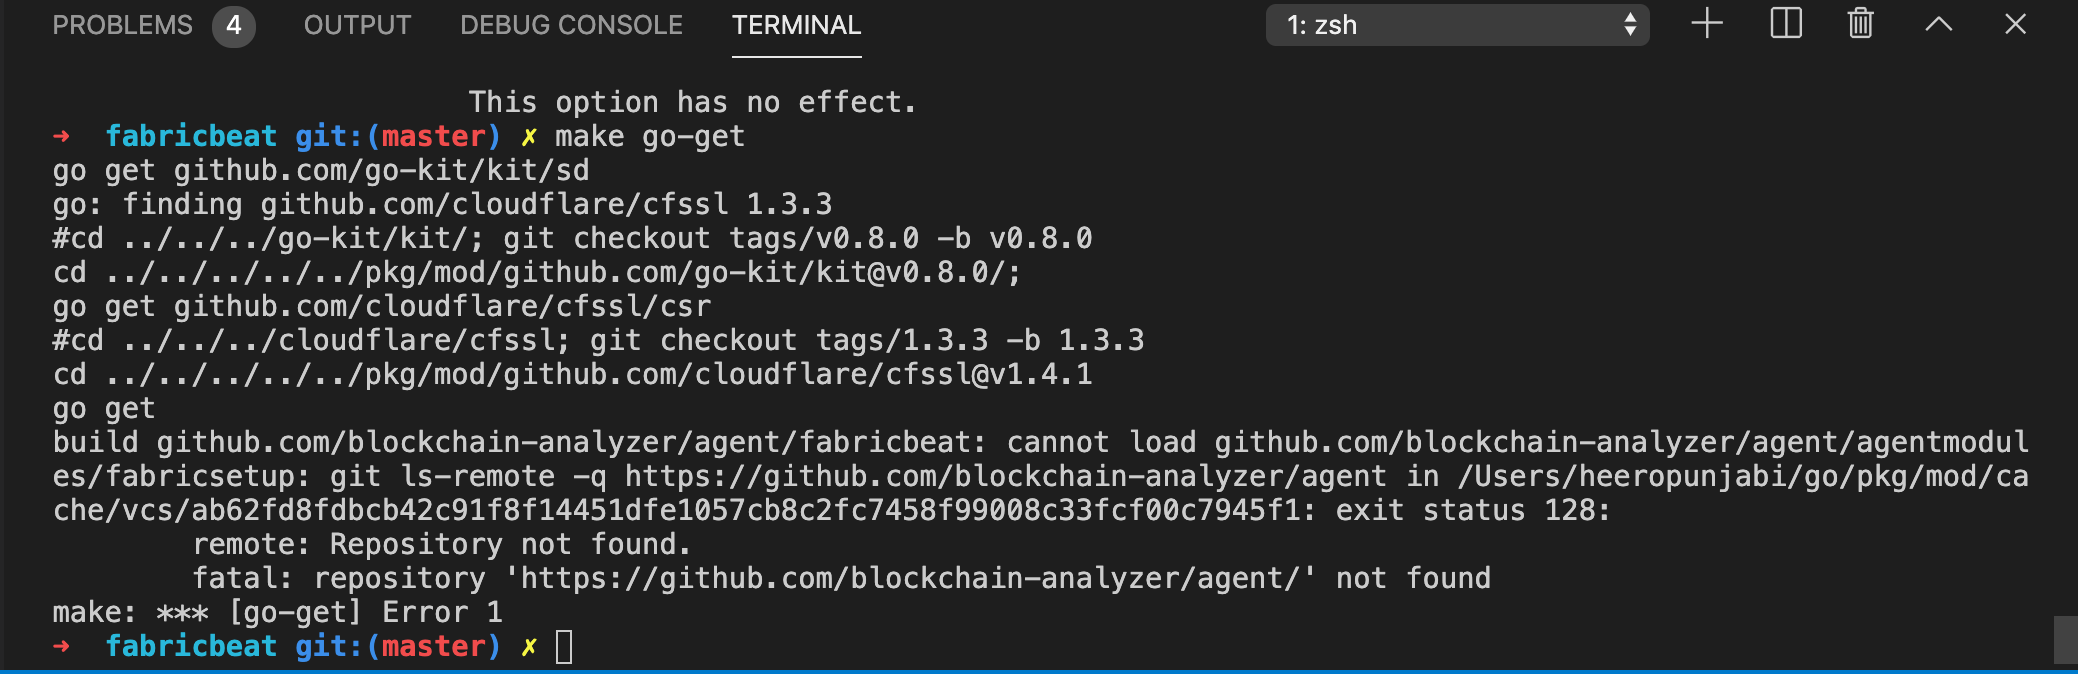 PROBLEMS 4 OUTPUT DEBUG CONSOLE TERMINAL 1: zsh
This option has no effect.
➜ fabricbeat git:(master) ✗ make go-get
go get github.com/go-kit/kit/sd
go: finding github.com/cloudflare/cfssl 1.3.3
#cd ../../../go-kit/kit/; git checkout tags/v0.8.0 -b v0.8.0
cd ../../../../../pkg/mod/github.com/go-kit/kit@v0.8.0/;
go get github.com/cloudflare/cfssl/csr
#cd ../../../cloudflare/cfssl; git checkout tags/1.3.3 -b 1.3.3
cd ../../../../../pkg/mod/github.com/cloudflare/cfssl@v1.4.1
go get
build github.com/blockchain-analyzer/agent/fabricbeat: cannot load github.com/blockchain-analyzer/agent/agentmodul
es/fabricsetup: git ls-remote -q https://github.com/blockchain-analyzer/agent in /Users/heeropunjabi/go/pkg/mod/ca
che/vcs/ab62fd8fdbcb42c91f8f14451dfe1057cb8c2fc7458f99008c33fcf00c7945f1: exit status 128:
remote: Repository not found.
fatal: repository 'https://github.com/blockchain-analyzer/agent/' not found
make: *** [go-get] Error 1
➜ fabricbeat git:(master) ✗